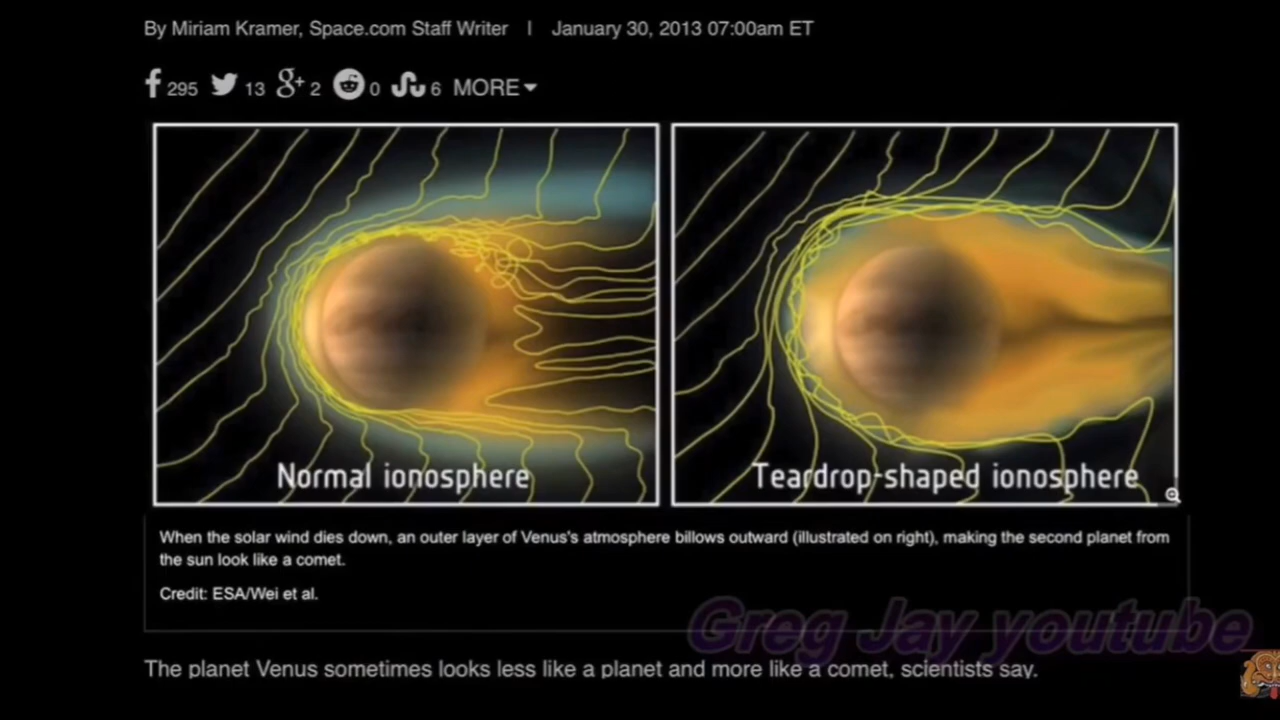 By Miriam Kramer, Space.com Staff Writer | January 30, 2013 07:00am ET
295 13 2 0 6 MORE
Normal ionosphere
Teardrop-shaped ionosphere
When the solar wind dies down, an outer layer of Venus's atmosphere billows outward (illustrated on right), making the second planet from
the sun look like a comet.
Credit: ESA/Wei et al.
Greg Jay youtube
The planet Venus sometimes looks less like a planet and more like a comet, scientists say.